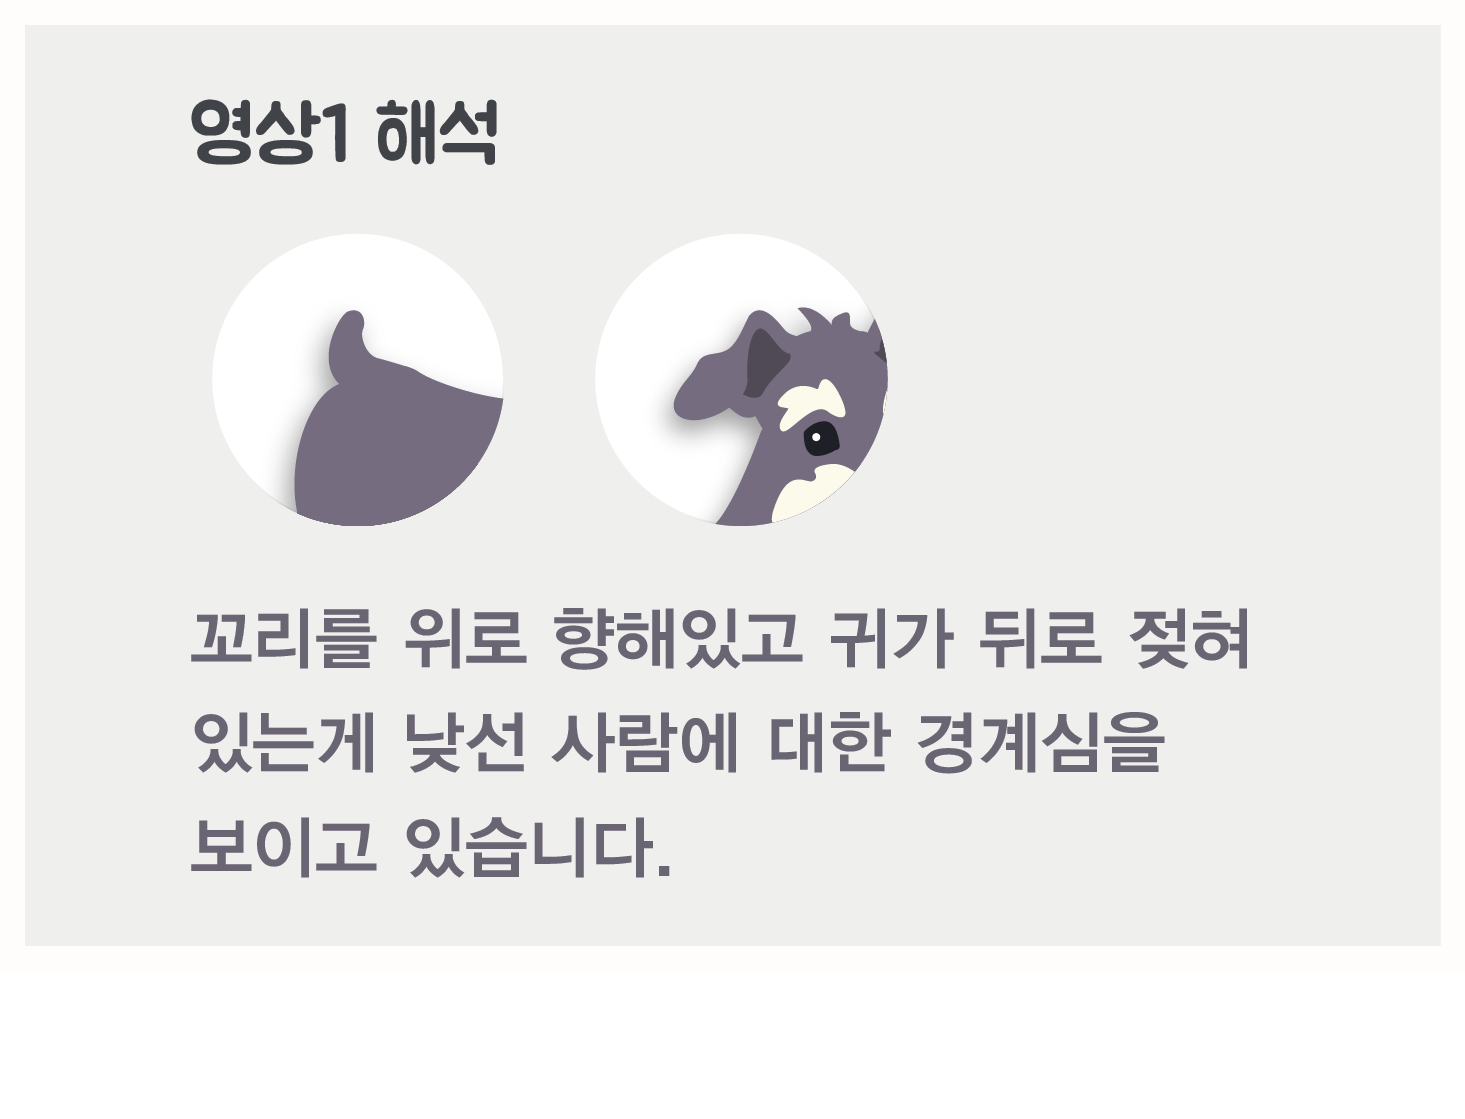 영상1 해석
꼬리를 위로 향해있고 귀가 뒤로 젖혀
있는게 낯선 사람에 대한 경계심을
보이고 있습니다.